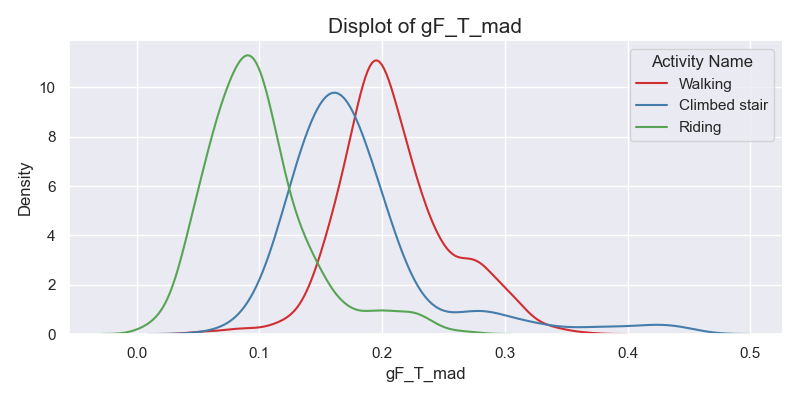 Displot of gF_T_mad
Activity Name
Walking
Climbed stair
Riding
Density
10
8
6
4
2
0
0.0 0.1 0.2 0.3 0.4 0.5
gF_T_mad